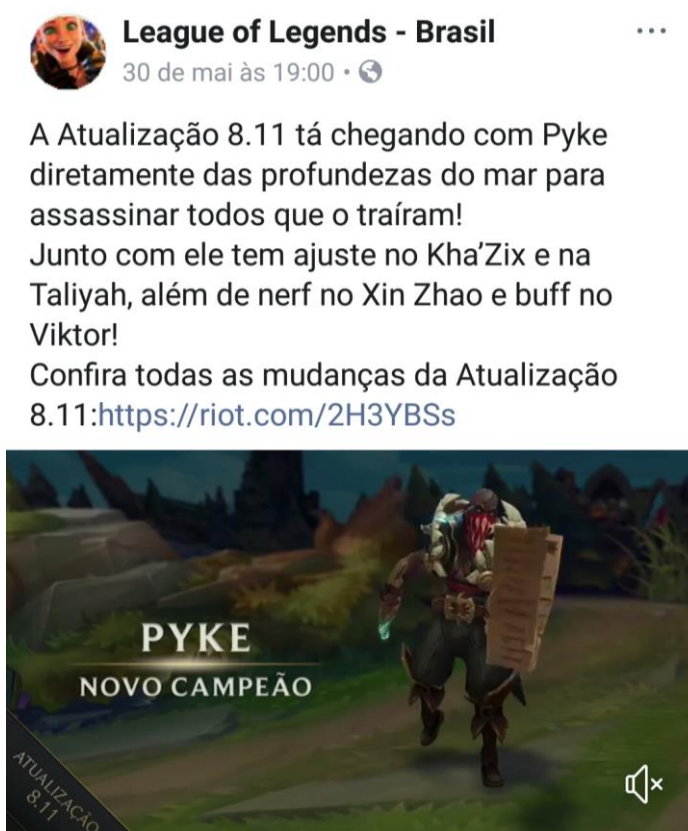 League of Legends - Brasil
30 de mai às 19:00 •
A Atualização 8.11 tá chegando com Pyke
diretamente das profundezas do mar para
assassinar todos que o traíram!
Junto com ele tem ajuste no Kha'Zix e na
Taliyah, além de nerf no Xin Zhao e buff no
Viktor!
Confira todas as mudanças da Atualização
8.11:https://riot.com/2H3YBSs
PYKE
NOVO CAMPEÃO
ATUALIZAÇÃO
8.11